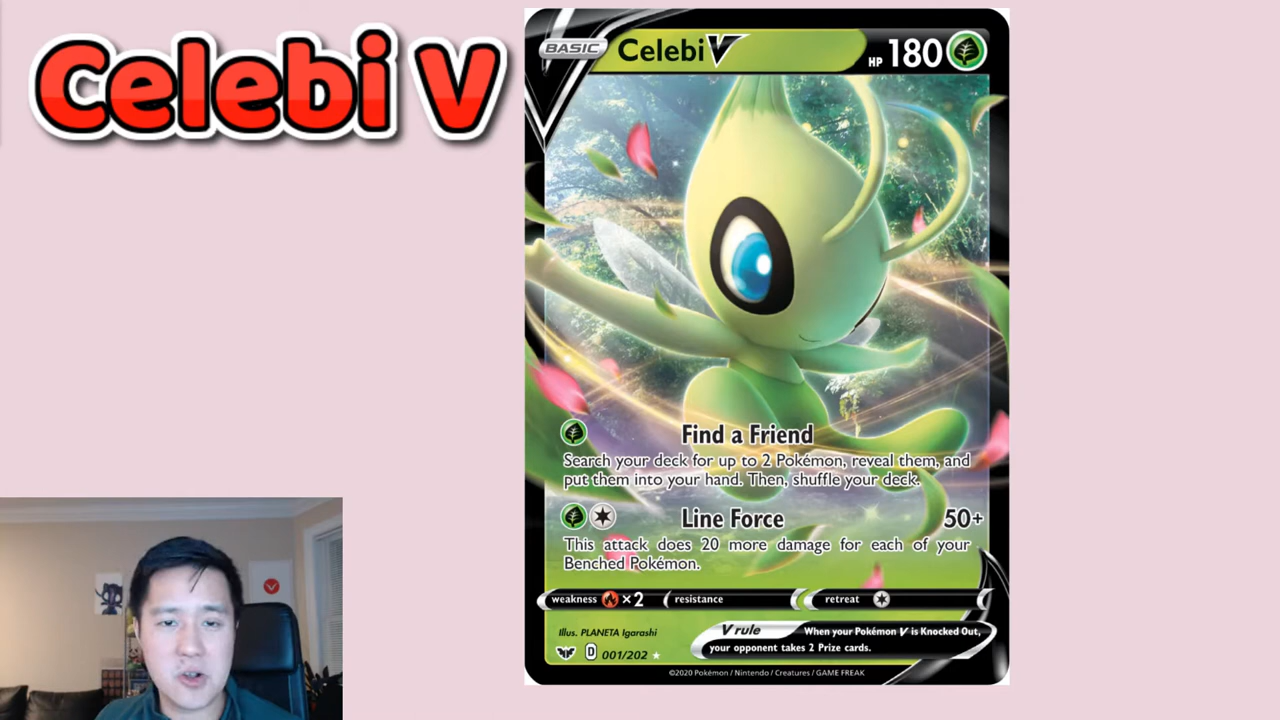 Celebi V
BASIC Celebi V HP 180
Find a Friend
Search your deck for up to 2 Pokémon, reveal them, and
put them into your hand. Then, shuffle your deck.
Line Force 50+
This attack does 20 more damage for each of your
Benched Pokémon.
weakness ×2 resistance retreat
Illus. PLANETA Igarashi
V rule When your Pokémon V is Knocked Out,
your opponent takes 2 Prize cards.
D 001/202
©2020 Pokémon / Nintendo / Creatures / GAME FREAK